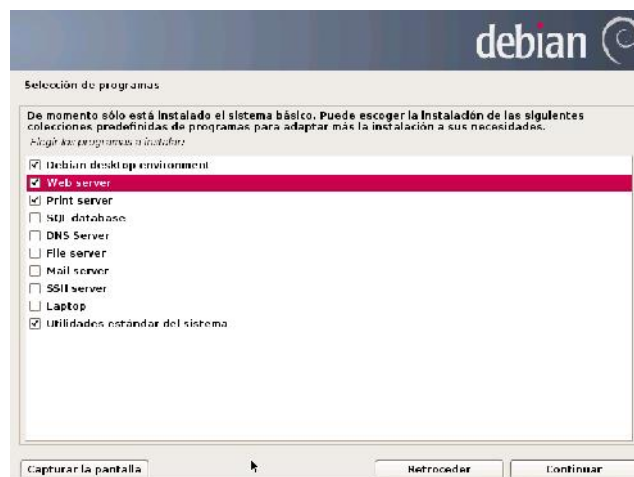 debian
Selección de programas
De momento sólo está instalado el sistema básico. Puede escoger la instalación de las siguientes
colecciones predefinidas de programas para adaptar más la instalación a sus necesidades.
Elegir los programas a instalar:
Debian desktop environment
Web server
Print server
SQL database
DNS Server
File server
Mail server
SSH server
Laptop
Utilidades estándar del sistema
Capturar la pantalla
Retroceder
Continuar